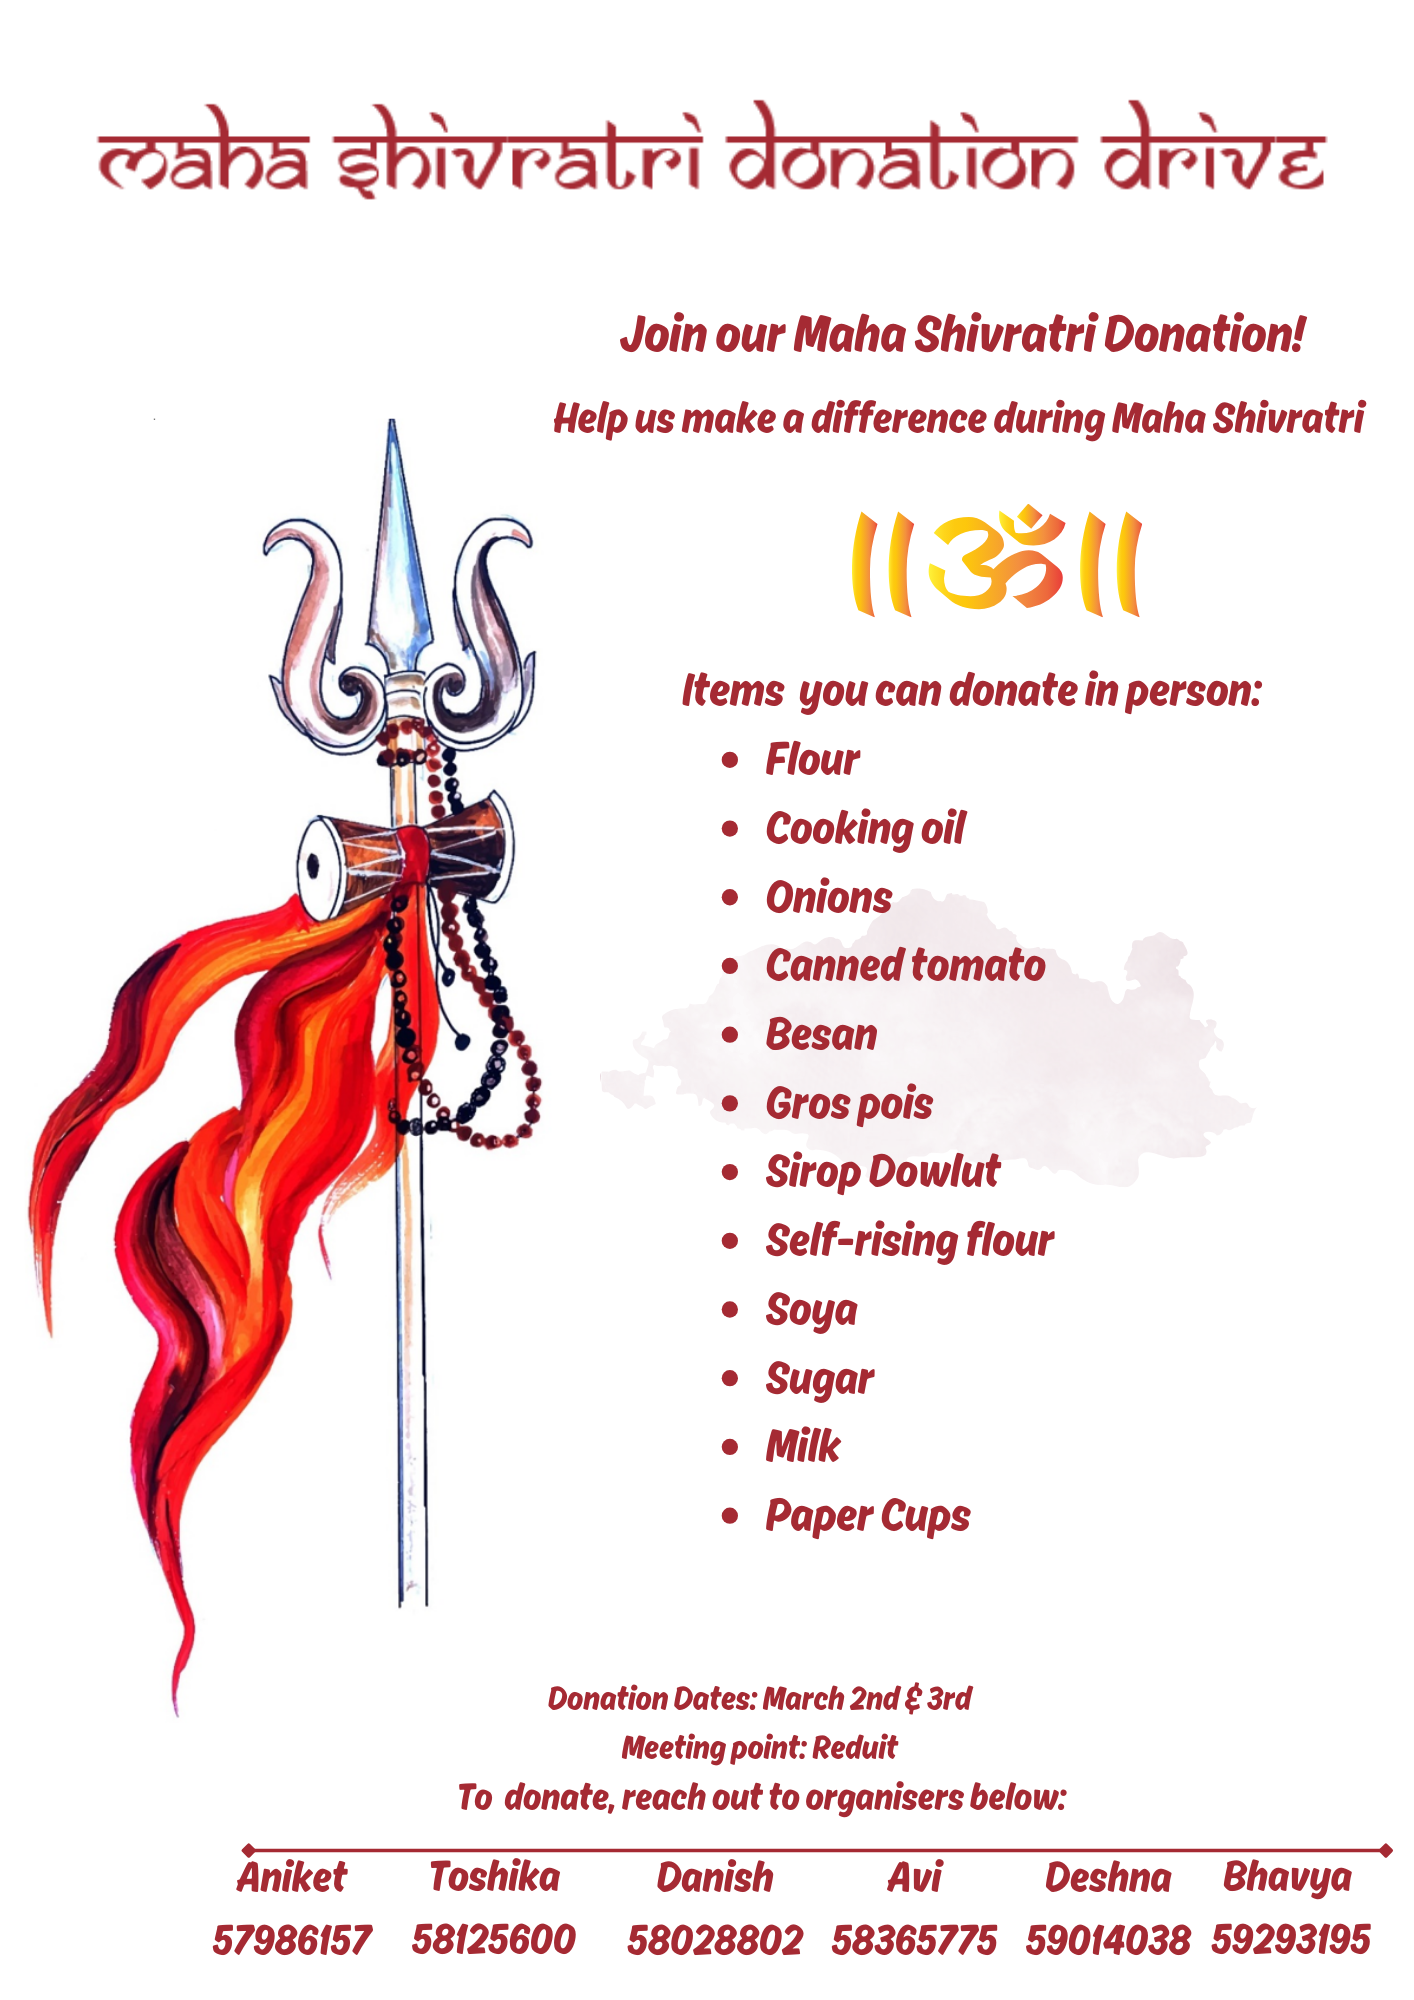 maha shivratri donation drive
Join our Maha Shivratri Donation!
Help us make a difference during Maha Shivratri
॥ॐ॥
Items you can donate in person:
• Flour
• Cooking oil
• Onions
• Canned tomato
• Besan
• Gros pois
• Sirop Dowlut
• Self-rising flour
• Soya
• Sugar
• Milk
• Paper Cups
Donation Dates: March 2nd & 3rd
Meeting point: Reduit
To donate, reach out to organisers below:
Aniket Toshika Danish Avi Deshna Bhavya
57986157 58125600 58028802 58365775 59014038 59293195